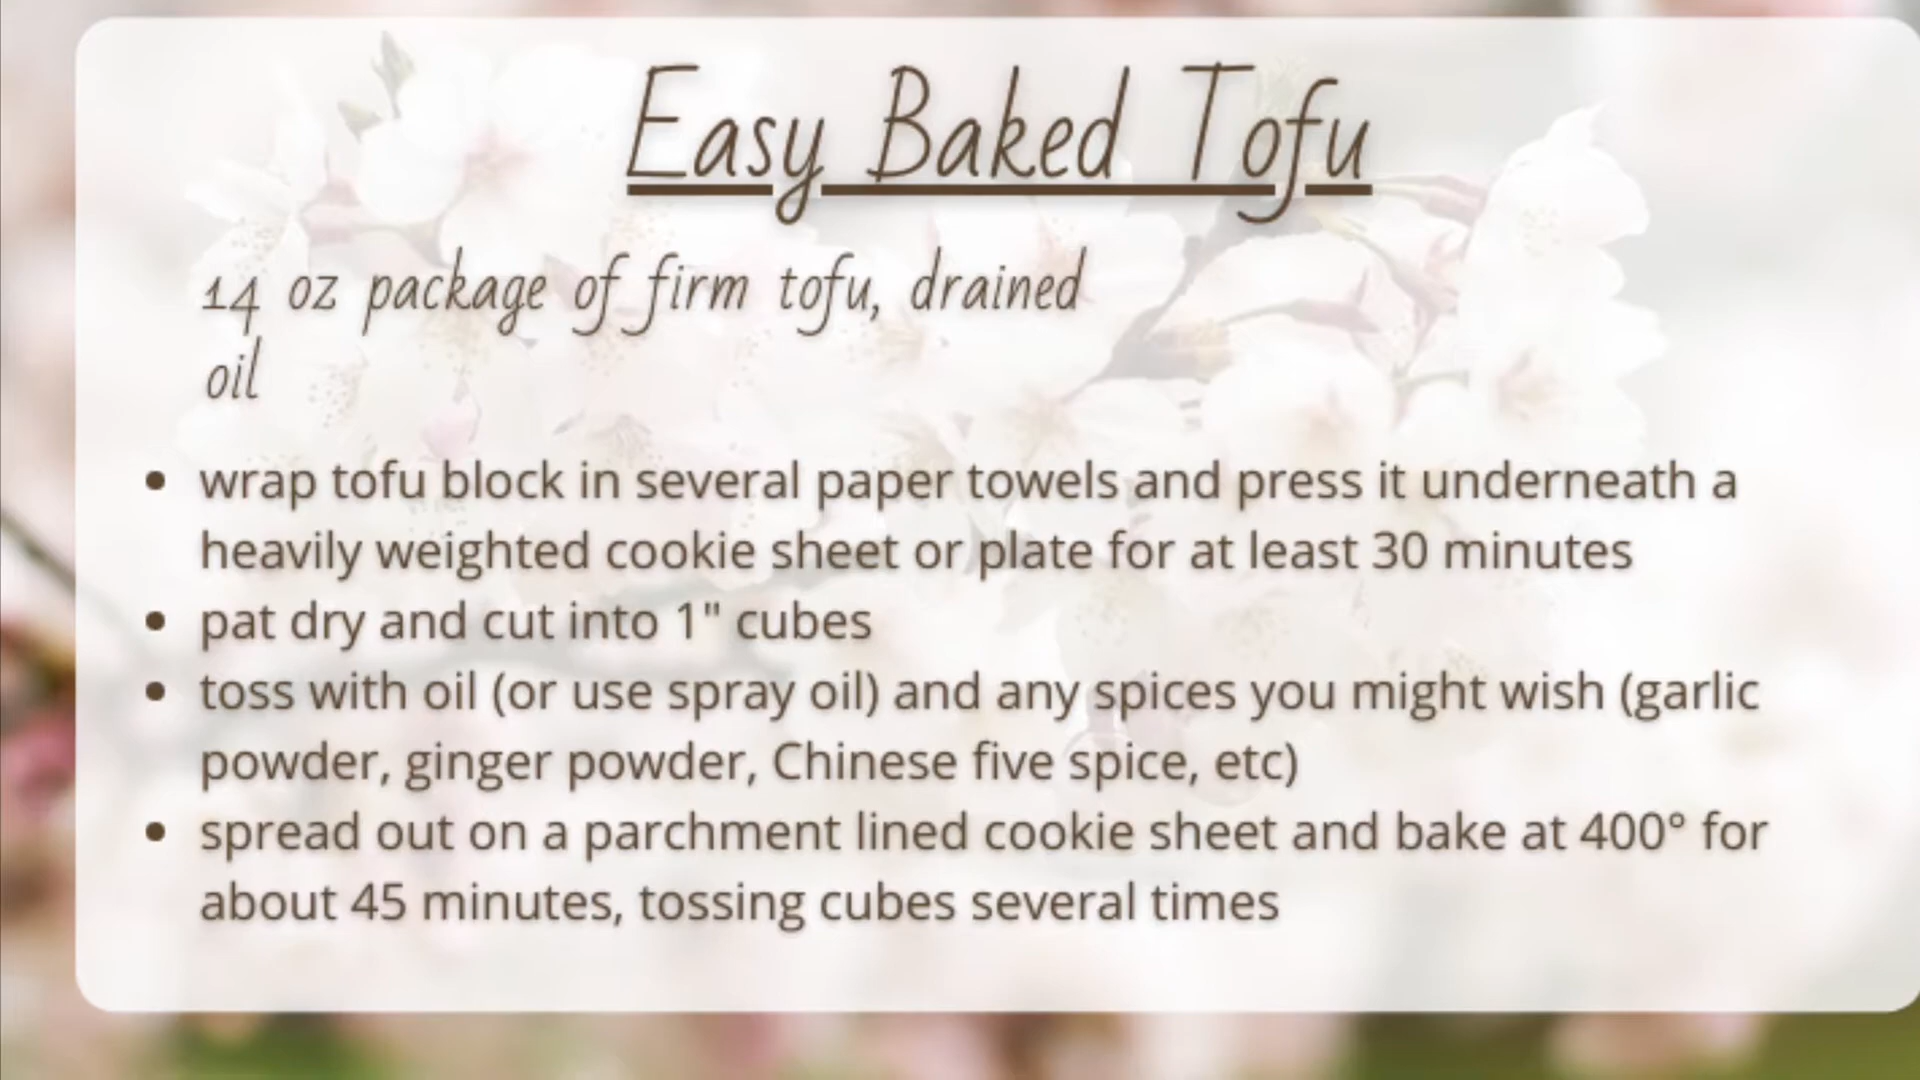 Easy Baked Tofu
14 oz package of firm tofu, drained
oil
• wrap tofu block in several paper towels and press it underneath a
heavily weighted cookie sheet or plate for at least 30 minutes
• pat dry and cut into 1" cubes
• toss with oil (or use spray oil) and any spices you might wish (garlic
powder, ginger powder, Chinese five spice, etc)
• spread out on a parchment lined cookie sheet and bake at 400° for
about 45 minutes, tossing cubes several times